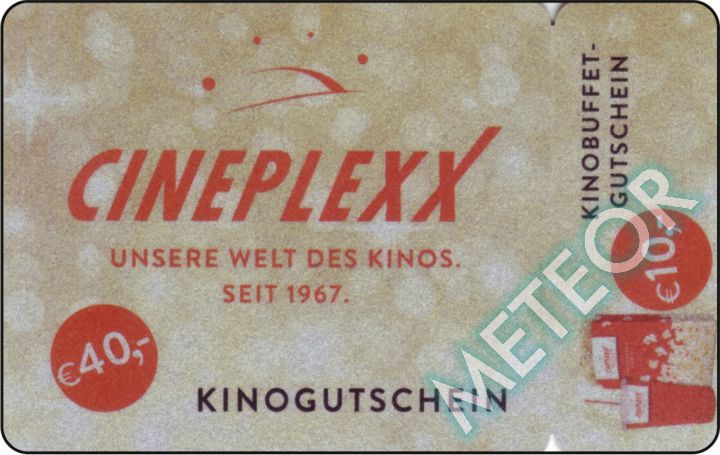 CINEPLEXX
UNSERE WELT DES KINOS.
SEIT 1967.
€40,-
KINOGUTSCHEIN
KINOBUFFET-
GUTSCHEIN
€10,-
METEOR